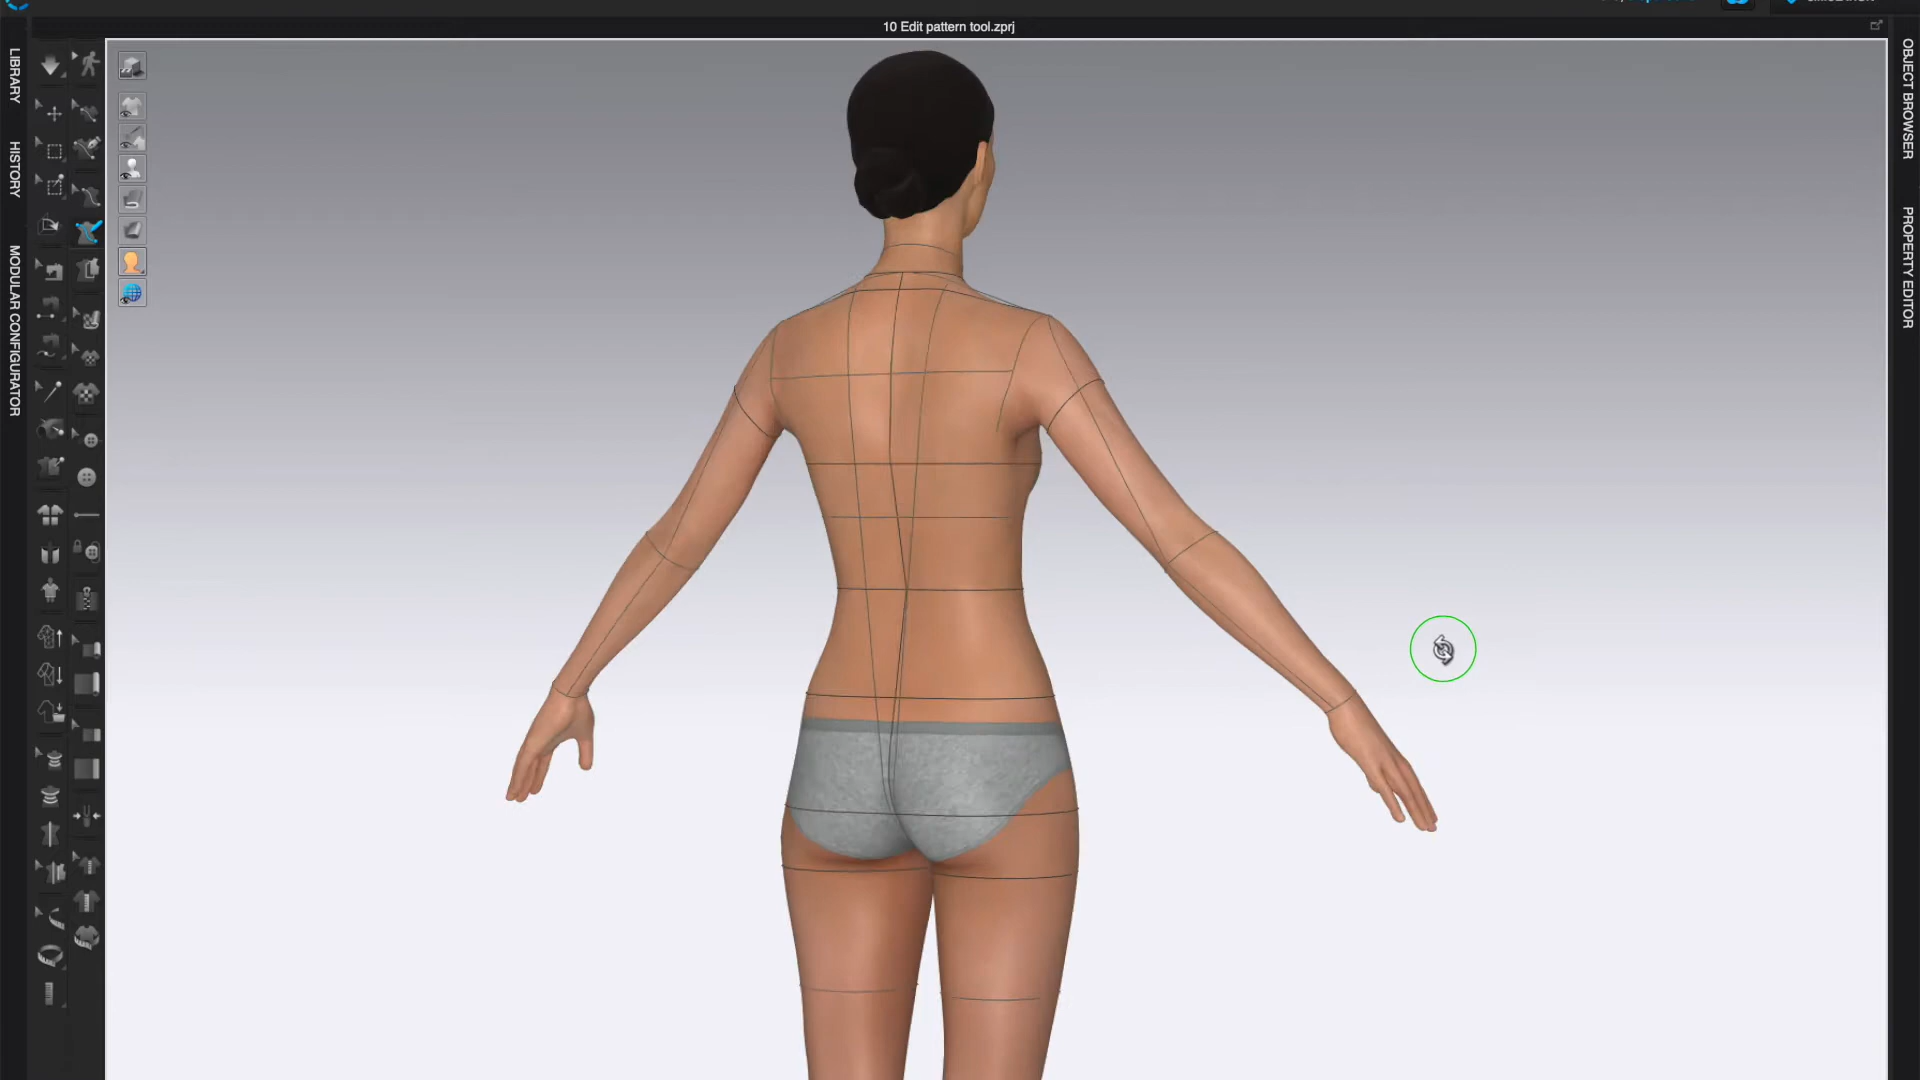 10 Edit pattern tool.zprj
LIBRARY
HISTORY
MODULAR CONFIGURATOR
OBJECT BROWSER
PROPERTY EDITOR